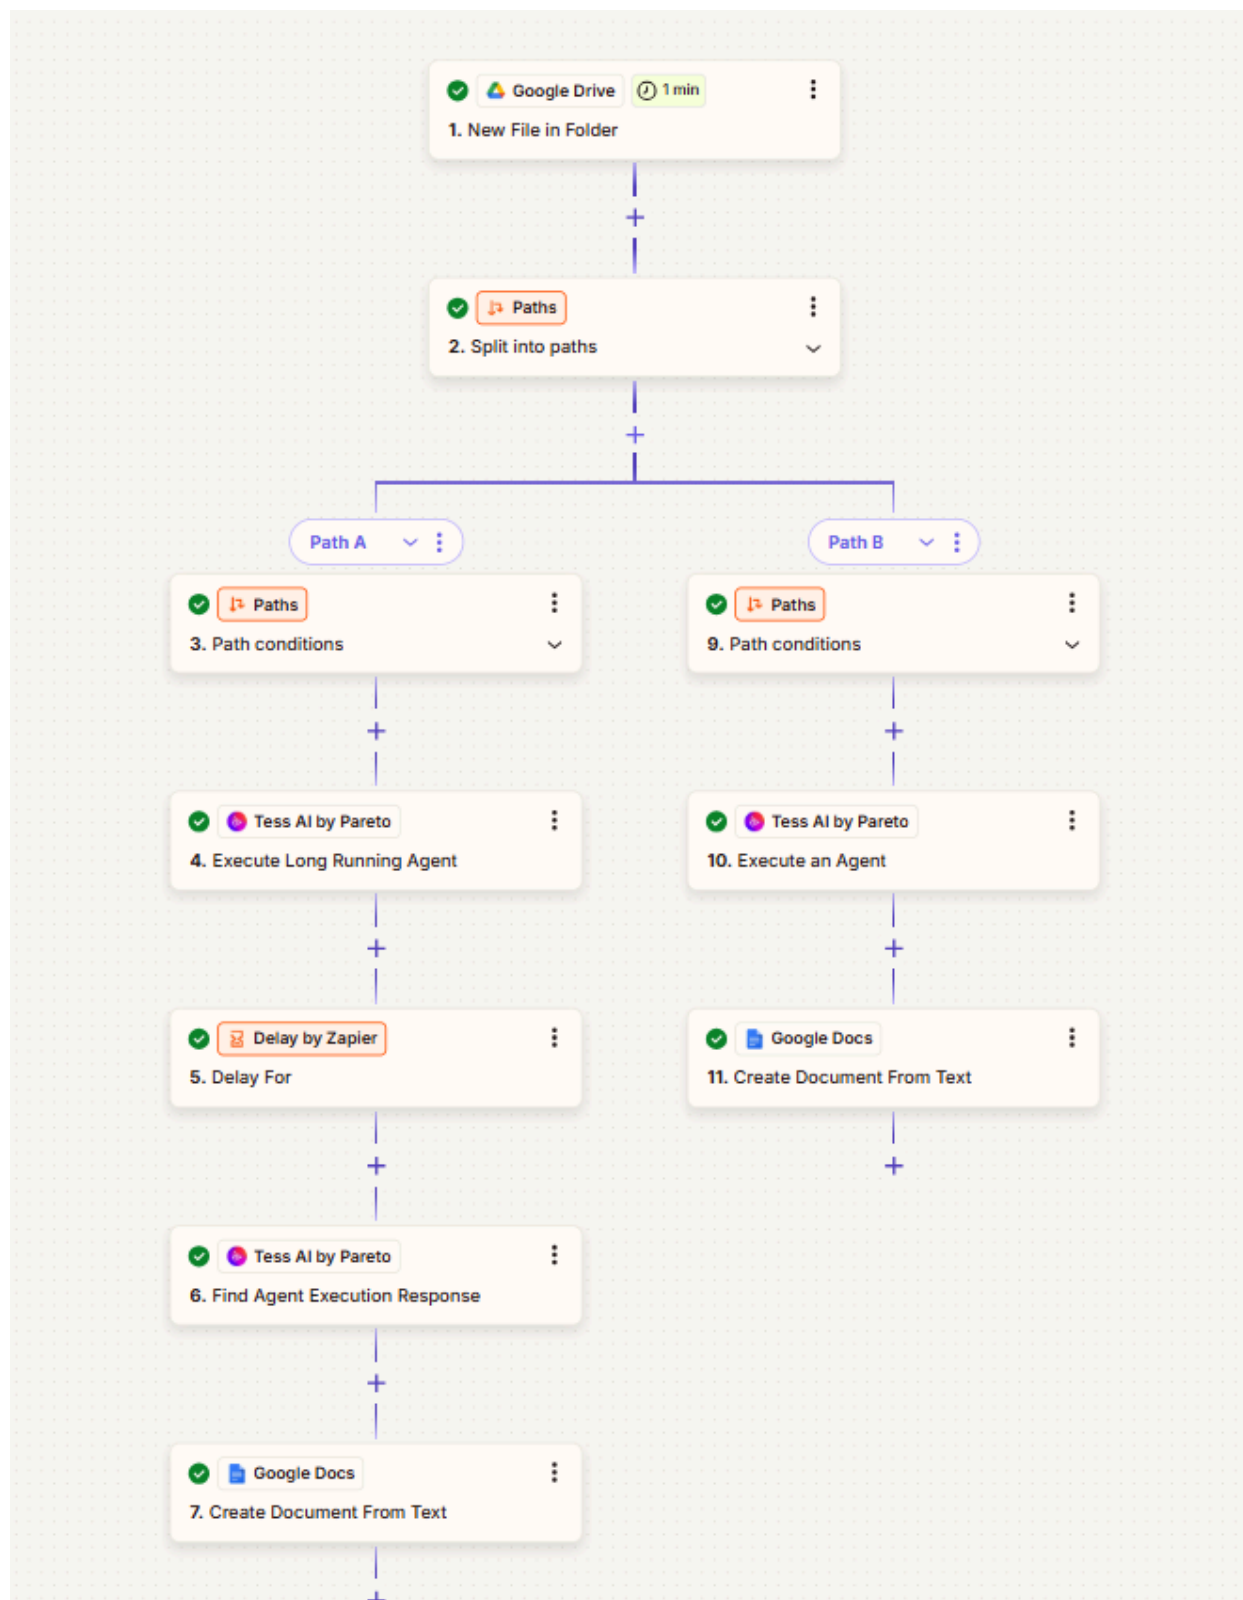 Google Drive 1 min
1. New File in Folder
Paths
2. Split into paths
Path A
Paths
3. Path conditions
Tess AI by Pareto
4. Execute Long Running Agent
Delay by Zapier
5. Delay For
Tess AI by Pareto
6. Find Agent Execution Response
Google Docs
7. Create Document From Text
Path B
Paths
9. Path conditions
Tess AI by Pareto
10. Execute an Agent
Google Docs
11. Create Document From Text